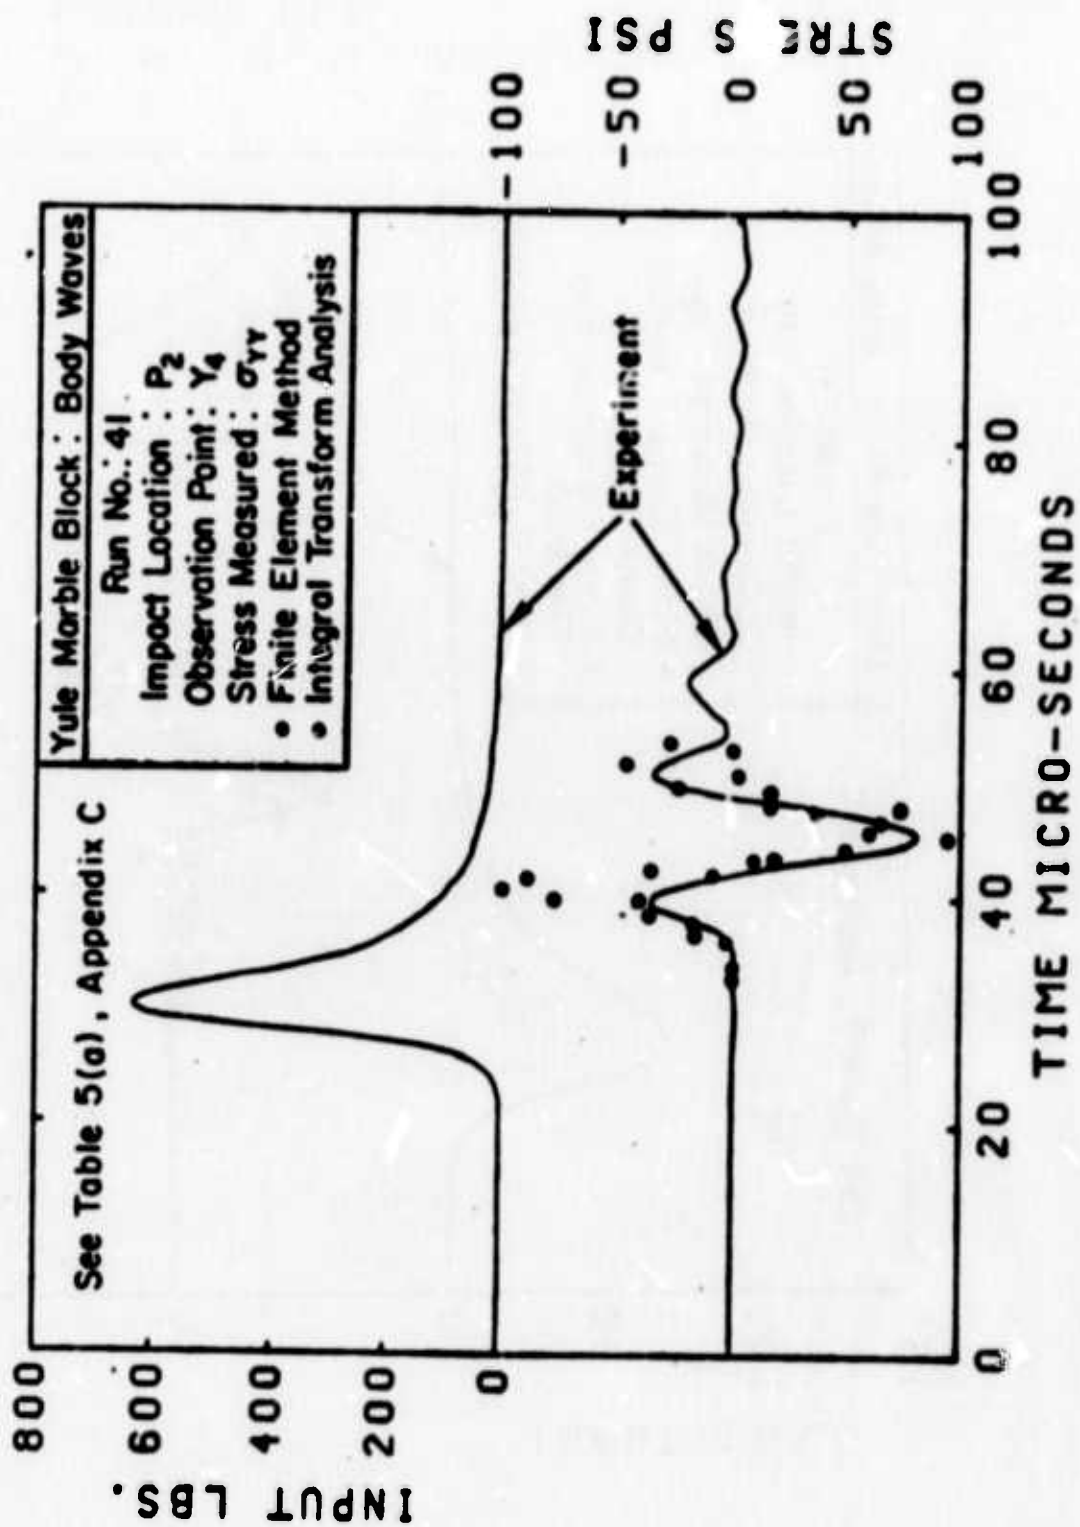 Yule Marble Block : Body Waves
Run No.: 41
Impact Location : P2
Observation Point : Y4
Stress Measured : σYY
• Finite Element Method
• Integral Transform Analysis
See Table 5(a), Appendix C
800
600
400
200
0
INPUT LBS.
Experiment
-100
-50
0
50
100
STRE S PSI
0
20
40
60
80
100
TIME MICRO-SECONDS